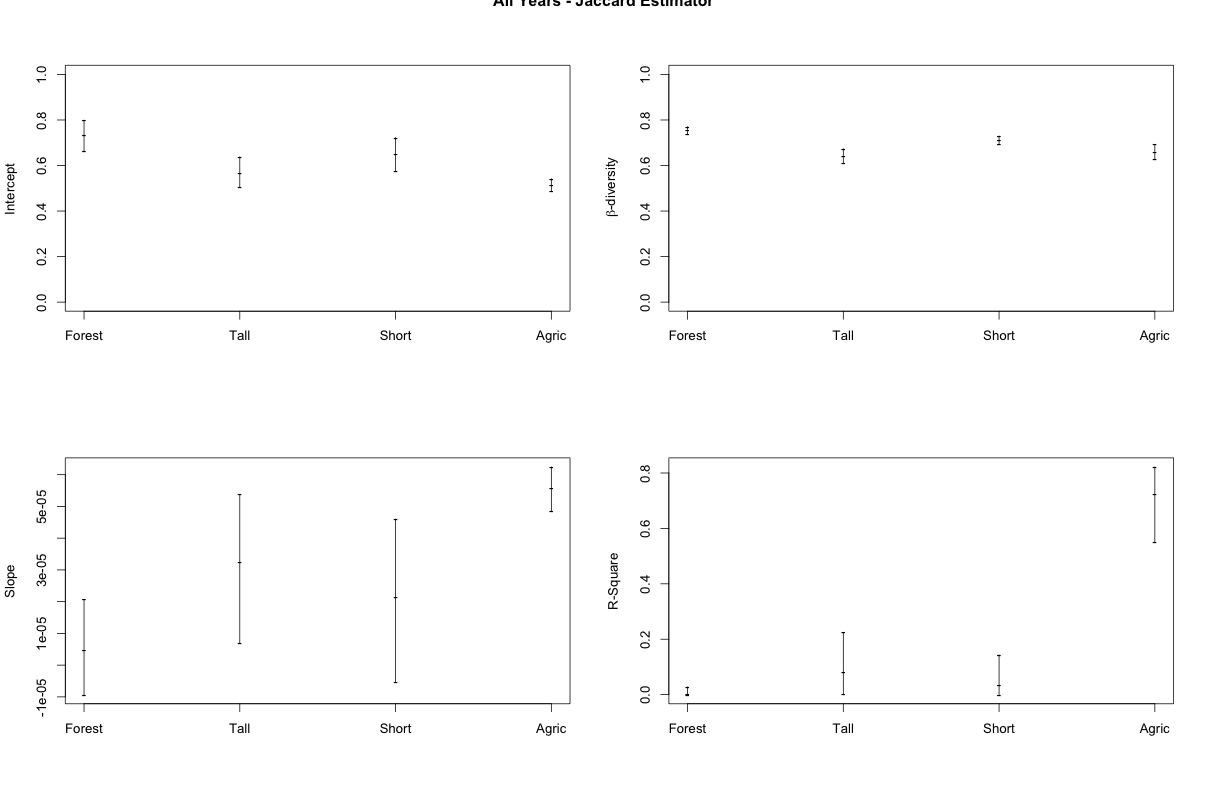 All Years - Jaccard Estimator
Intercept
1.0
0.8
0.6
0.4
0.2
0.0
Forest Tall Short Agric
β-diversity
1.0
0.8
0.6
0.4
0.2
0.0
Forest Tall Short Agric
Slope
5e-05
3e-05
1e-05
-1e-05
Forest Tall Short Agric
R-Square
0.8
0.6
0.4
0.2
0.0
Forest Tall Short Agric